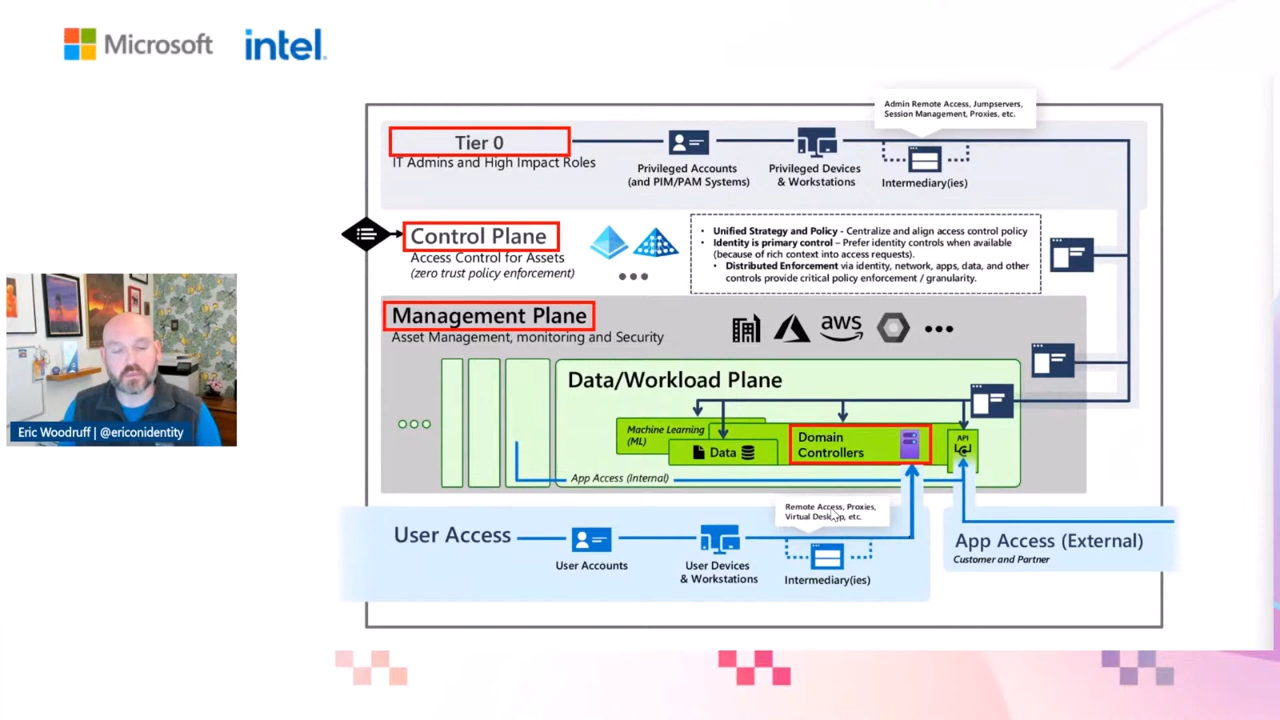 Microsoft intel.
Admin Remote Access, Jumpservers,
Session Management, Proxies, etc.
Tier 0
IT Admins and High Impact Roles
Privileged Accounts
(and PIM/PAM Systems)
Privileged Devices
& Workstations
Intermediary(ies)
Control Plane
Access Control for Assets
(zero trust policy enforcement)
• Unified Strategy and Policy - Centralize and align access control policy
• Identity is primary control – Prefer identity controls when available
(because of rich context into access requests).
• Distributed Enforcement via identity, network, apps, data, and other
controls provide critical policy enforcement / granularity.
Management Plane
Asset Management, monitoring and Security
aws
Data/Workload Plane
Machine Learning
(ML)
Data
Domain
Controllers
API
App Access (Internal)
Eric Woodruff | @ericonidentity
Remote Access, Proxies,
Virtual Desktop, etc.
User Access
User Accounts
User Devices
& Workstations
Intermediary(ies)
App Access (External)
Customer and Partner